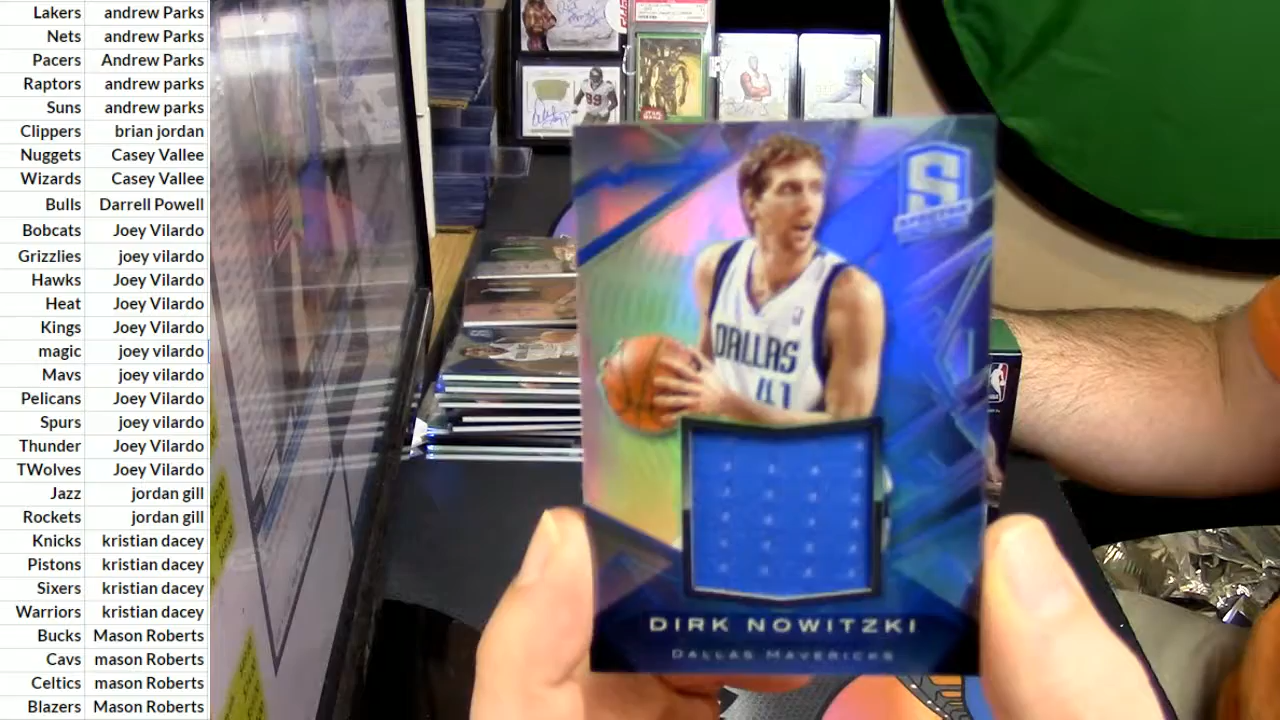 Lakers andrew Parks
Nets andrew Parks
Pacers Andrew Parks
Raptors andrew Parks
Suns andrew parks
Clippers brian jordan
Nuggets Casey Vallee
Wizards Casey Vallee
Bulls Darrell Powell
Bobcats Joey Vilardo
Grizzlies joey vilardo
Hawks Joey Vilardo
Heat Joey Vilardo
Kings Joey Vilardo
magic joey vilardo
Mavs joey vilardo
Pelicans Joey Vilardo
Spurs joey vilardo
Thunder Joey Vilardo
TWolves Joey Vilardo
Jazz jordan gill
Rockets jordan gill
Knicks kristian dacey
Pistons kristian dacey
Sixers kristian dacey
Warriors kristian dacey
Bucks Mason Roberts
Cavs mason Roberts
Celtics mason Roberts
Blazers Mason Roberts
S
DALLAS
41
DIRK NOWITZKI
DALLAS MAVERICKS
99
STAR WARS